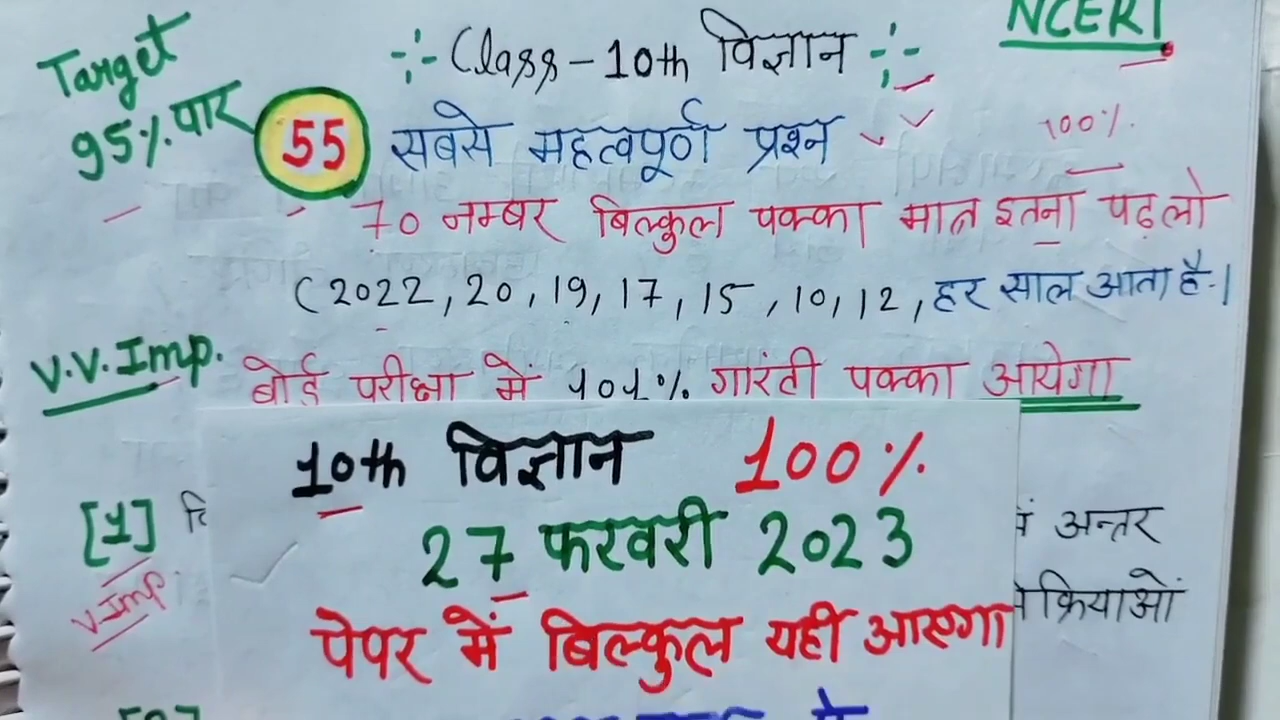 Target
95% पार
Class-10th विज्ञान
NCERT
55 सबसे महत्वपूर्ण प्रश्न
100%
70 नम्बर बिल्कुल पक्का मात्र इतना पढ़ लो
(2022, 20, 19, 17, 15, 10, 12, हर साल आता है।
V.V. Imp. बोर्ड परीक्षा में 101% गारंटी पक्का आयेगा
10th विज्ञान 100%
[1] अन्तर
27 फरवरी 2023
V-Imp क्रियाओं
पेपर में बिल्कुल यही आएगा